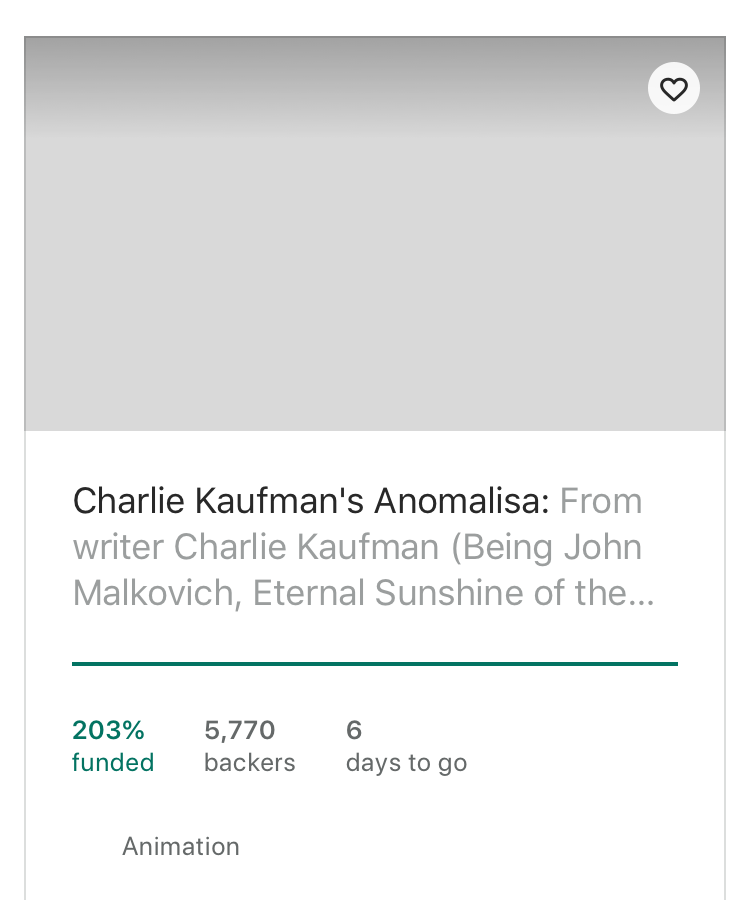 Charlie Kaufman's Anomalisa: From
writer Charlie Kaufman (Being John
Malkovich, Eternal Sunshine of the...
203% 5,770 6
funded backers days to go
Animation